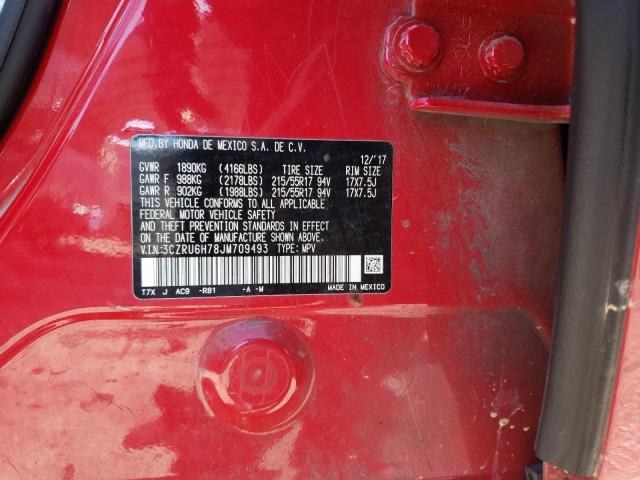 MFD.BY HONDA DE MEXICO S.A. DE C.V.
12/'17
GVWR 1890KG (4166LBS) TIRE SIZE RIM SIZE
GAWR F 988KG (2178LBS) 215/55R17 94V 17X7.5J
GAWR R 902KG (1988LBS) 215/55R17 94V 17X7.5J
THIS VEHICLE CONFORMS TO ALL APPLICABLE
FEDERAL MOTOR VEHICLE SAFETY
AND THEFT PREVENTION STANDARDS IN EFFECT
ON THE DATE OF MANUFACTURE SHOWN ABOVE.
V.I.N.:3CZRU6H78JM709493 TYPE: MPV
T7X J AC9 -R81 -A -M MADE IN MEXICO